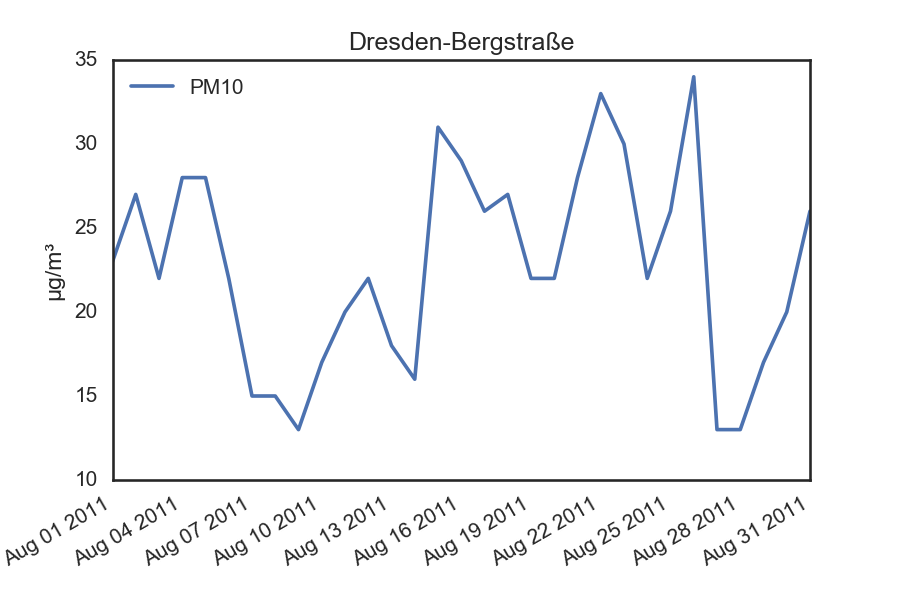 Dresden-Bergstraße
35
PM10
30
25
µg/m³
20
15
10
Aug 01 2011
Aug 04 2011
Aug 07 2011
Aug 10 2011
Aug 13 2011
Aug 16 2011
Aug 19 2011
Aug 22 2011
Aug 25 2011
Aug 28 2011
Aug 31 2011